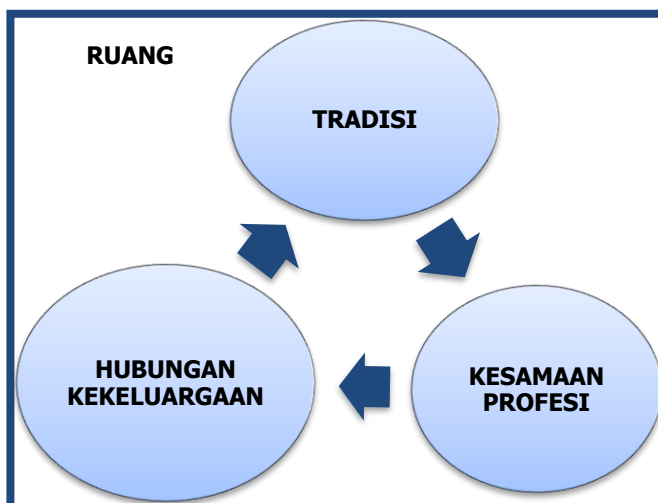 RUANG
TRADISI
HUBUNGAN
KEKELUARGAAN
KESAMAAN
PROFESI